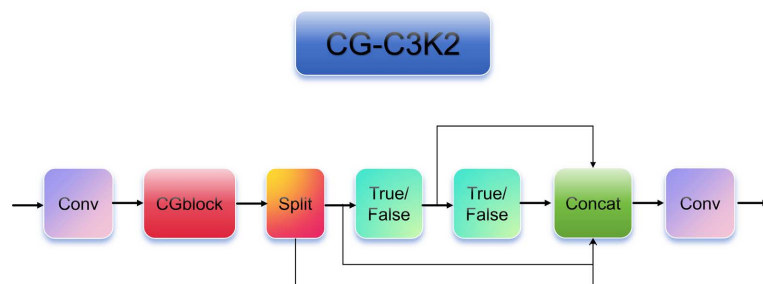 CG-C3K2
Conv
CGblock
Split
True/
False
True/
False
Concat
Conv